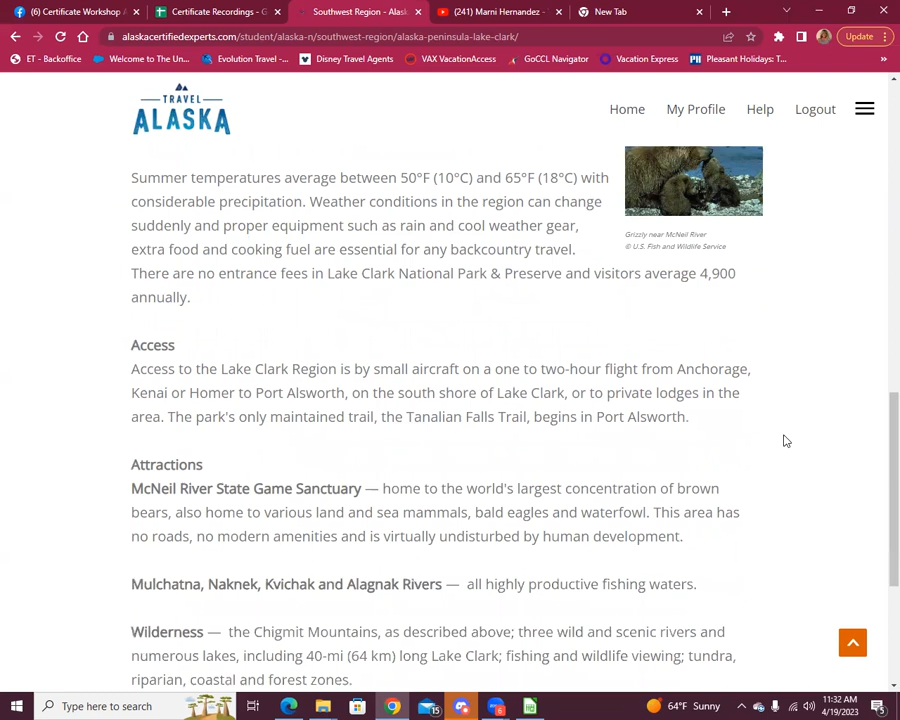 (6) Certificate Workshop A
Certificate Recordings - G
Southwest Region - Alask
(241) Marni Hernandez -
New Tab
alaskacertifiedexperts.com/student/alaska-n/southwest-region/alaska-peninsula-lake-clark/
Update
ET - Backoffice
Welcome to The Un...
Evolution Travel -...
Disney Travel Agents
VAX VacationAccess
GoCCL Navigator
Vacation Express
Pleasant Holidays: T...
TRAVEL
ALASKA
Home
My Profile
Help
Logout
Summer temperatures average between 50°F (10°C) and 65°F (18°C) with
considerable precipitation. Weather conditions in the region can change
suddenly and proper equipment such as rain and cool weather gear,
extra food and cooking fuel are essential for any backcountry travel.
Grizzly near McNeil River
© U.S. Fish and Wildlife Service
There are no entrance fees in Lake Clark National Park & Preserve and visitors average 4,900
annually.
Access
Access to the Lake Clark Region is by small aircraft on a one to two-hour flight from Anchorage,
Kenai or Homer to Port Alsworth, on the south shore of Lake Clark, or to private lodges in the
area. The park's only maintained trail, the Tanalian Falls Trail, begins in Port Alsworth.
Attractions
McNeil River State Game Sanctuary — home to the world's largest concentration of brown
bears, also home to various land and sea mammals, bald eagles and waterfowl. This area has
no roads, no modern amenities and is virtually undisturbed by human development.
Mulchatna, Naknek, Kvichak and Alagnak Rivers — all highly productive fishing waters.
Wilderness — the Chigmit Mountains, as described above; three wild and scenic rivers and
numerous lakes, including 40-mi (64 km) long Lake Clark; fishing and wildlife viewing; tundra,
riparian, coastal and forest zones.
Type here to search
15
6
64°F Sunny
11:32 AM
4/19/2023
5